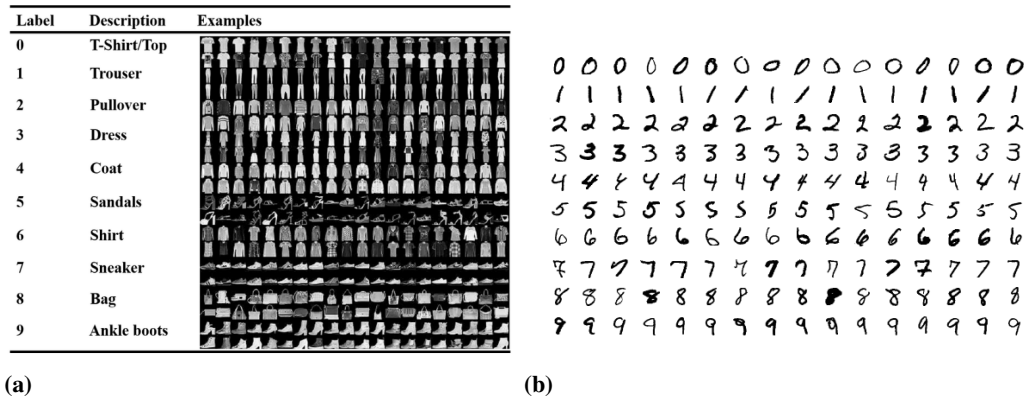 Label Description Examples
0 T-Shirt/Top
1 Trouser
2 Pullover
3 Dress
4 Coat
5 Sandals
6 Shirt
7 Sneaker
8 Bag
9 Ankle boots
(a)
0 0 0 0 0 0 0 0 0 0 0 0 0 0 0 0
1 1 1 1 1 1 1 1 1 1 1 1 1 1 1 1
2 2 2 2 2 2 2 2 2 2 2 2 2 2 2 2
3 3 3 3 3 3 3 3 3 3 3 3 3 3 3 3
4 4 4 4 4 4 4 4 4 4 4 4 4 4 4 4
5 5 5 5 5 5 5 5 5 5 5 5 5 5 5 5
6 6 6 6 6 6 6 6 6 6 6 6 6 6 6 6
7 7 7 7 7 7 7 7 7 7 7 7 7 7 7 7
8 8 8 8 8 8 8 8 8 8 8 8 8 8 8 8
9 9 9 9 9 9 9 9 9 9 9 9 9 9 9 9
(b)